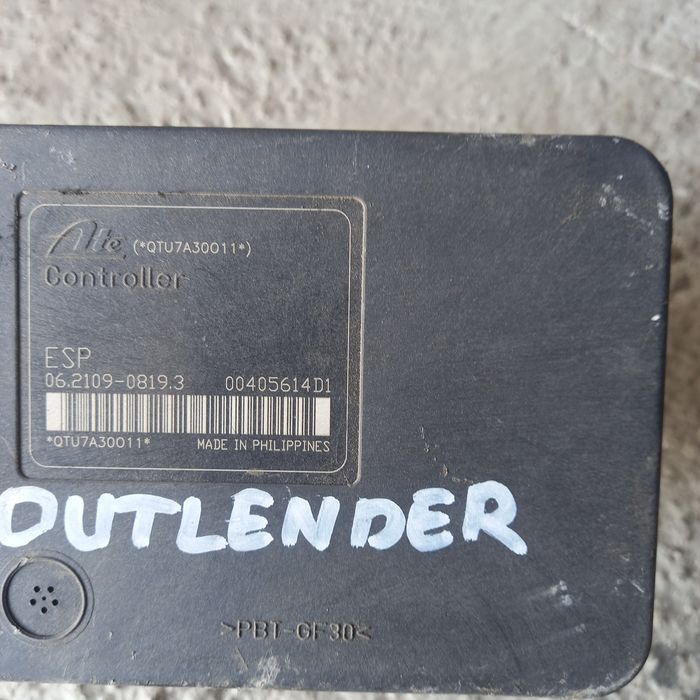 Ate (*QTU7A30011*)
Controller
ESP
06.2109-0819.3 00405614D1
*QTU7A30011* MADE IN PHILIPPINES
OUTLENDER
>PBT-GF30<